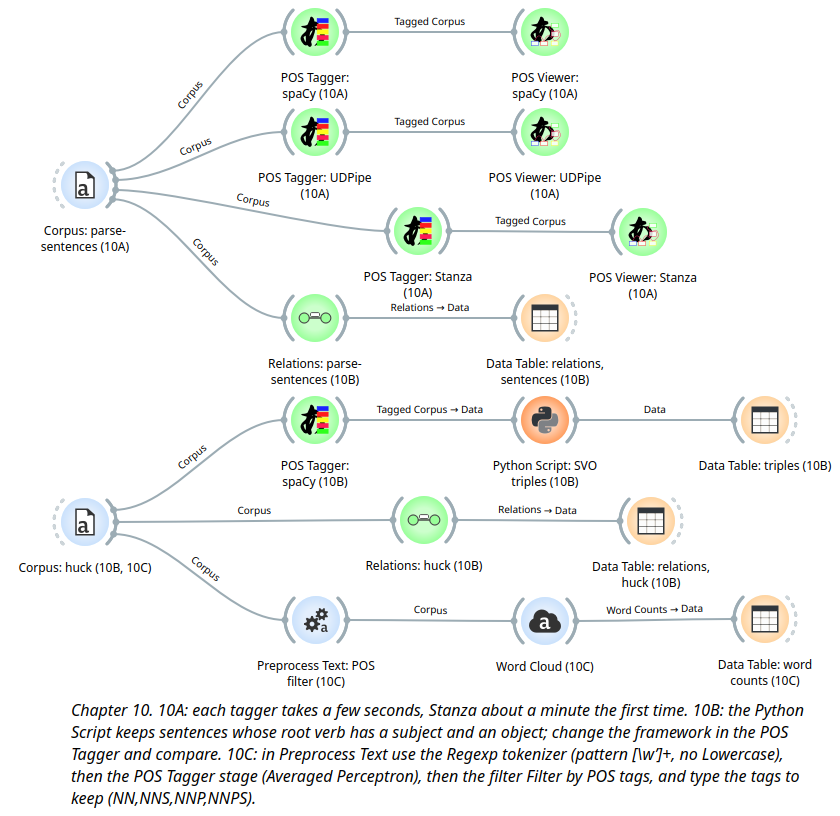 Tagged Corpus
Corpus
POS Tagger:
spaCy (10A)
POS Viewer:
spaCy (10A)
Tagged Corpus
Corpus
POS Tagger: UDPipe
(10A)
POS Viewer: UDPipe
(10A)
a
Corpus: parse-
sentences (10A)
Corpus
Tagged Corpus
POS Tagger: Stanza
(10A)
POS Viewer: Stanza
(10A)
Corpus
Relations → Data
Relations: parse-
sentences (10B)
Data Table: relations,
sentences (10B)
Tagged Corpus → Data
Data
Corpus
POS Tagger:
spaCy (10B)
Python Script: SVO
triples (10B)
Data Table: triples (10B)
a
Corpus: huck (10B, 10C)
Corpus
Relations → Data
Relations: huck (10B)
Data Table: relations,
huck (10B)
Corpus
a
Corpus
a
Word Counts → Data
Preprocess Text: POS
filter (10C)
Word Cloud (10C)
Data Table: word
counts (10C)
Chapter 10. 10A: each tagger takes a few seconds, Stanza about a minute the first time. 10B: the Python
Script keeps sentences whose root verb has a subject and an object; change the framework in the POS
Tagger and compare. 10C: in Preprocess Text use the Regexp tokenizer (pattern [\w’]+, no Lowercase),
then the POS Tagger stage (Averaged Perceptron), then the filter Filter by POS tags, and type the tags to
keep (NN,NNS,NNP,NNPS).